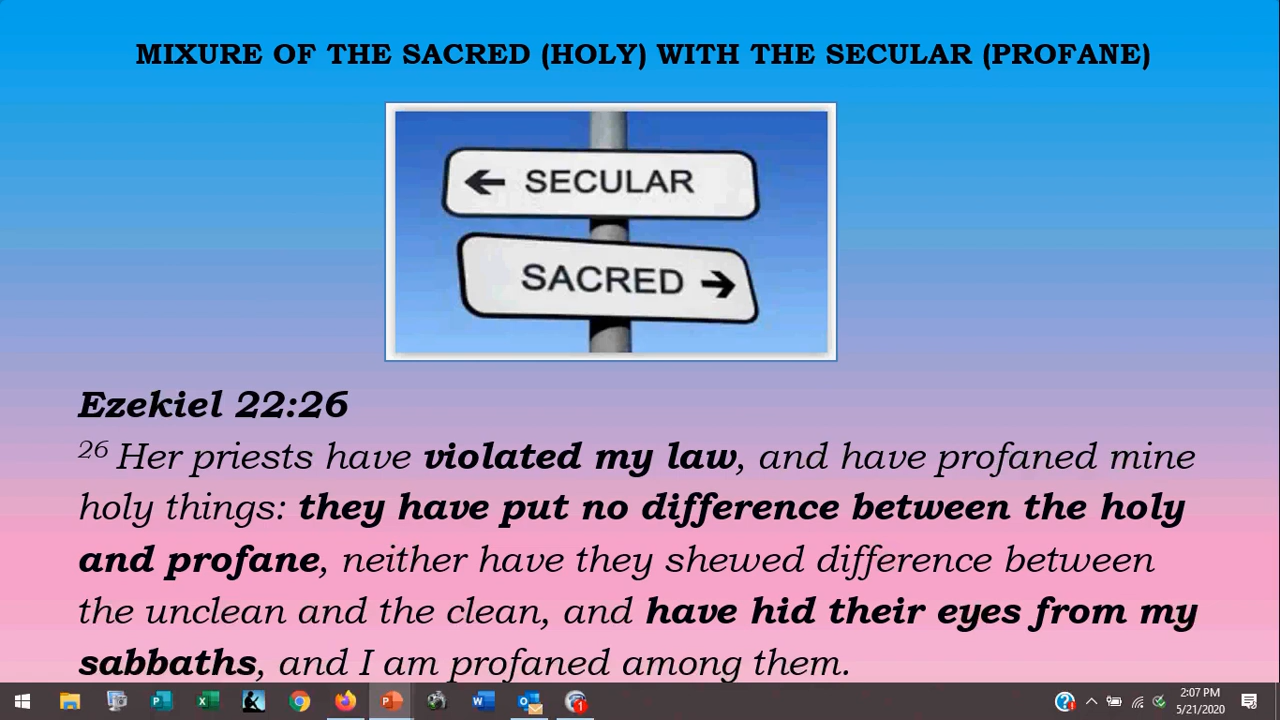 MIXURE OF THE SACRED (HOLY) WITH THE SECULAR (PROFANE)
← SECULAR
SACRED →
Ezekiel 22:26
26 Her priests have violated my law, and have profaned mine
holy things: they have put no difference between the holy
and profane, neither have they shewed difference between
the unclean and the clean, and have hid their eyes from my
sabbaths, and I am profaned among them.
2:07 PM
5/21/2020